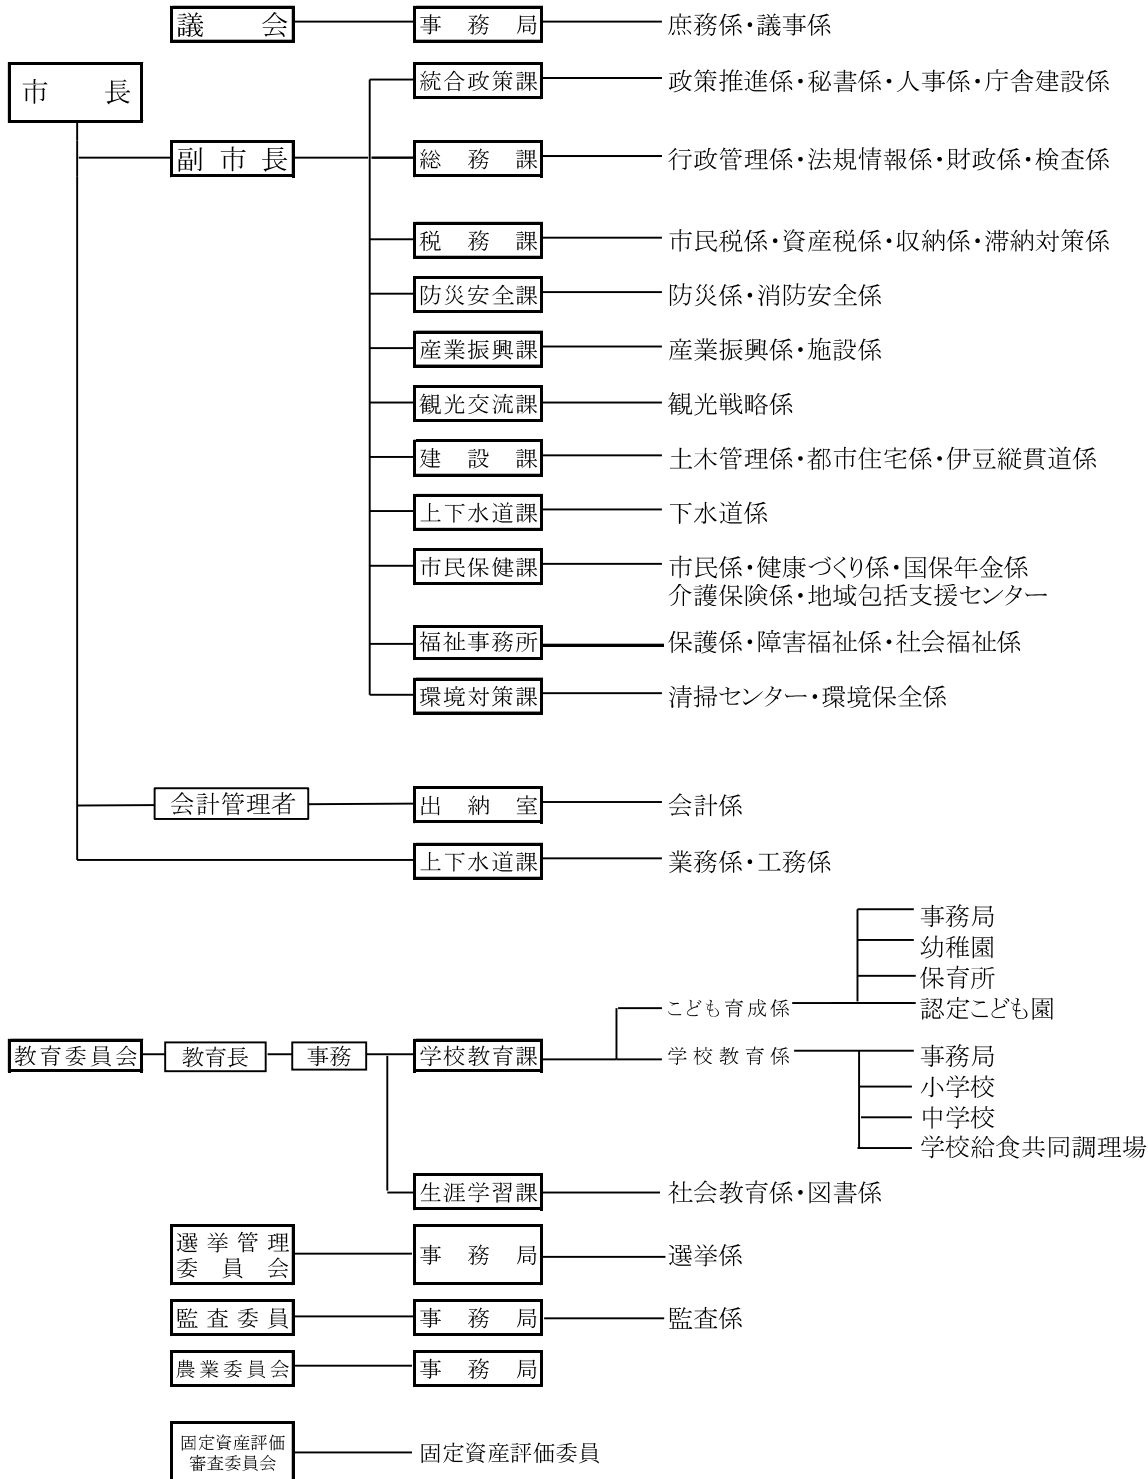 議会 事務局 庶務係・議事係
市長
統合政策課 政策推進係・秘書係・人事係・庁舎建設係
副市長 総務課 行政管理係・法規情報係・財政係・検査係
税務課 市民税係・資産税係・収納係・滞納対策係
防災安全課 防災係・消防安全係
産業振興課 産業振興係・施設係
観光交流課 観光戦略係
建設課 土木管理係・都市住宅係・伊豆縦貫道係
上下水道課 下水道係
市民保健課 市民係・健康づくり係・国保年金係
介護保険係・地域包括支援センター
福祉事務所 保護係・障害福祉係・社会福祉係
環境対策課 清掃センター・環境保全係
会計管理者 出納室 会計係
上下水道課 業務係・工務係
事務局
幼稚園
保育所
こども育成係 認定こども園
教育委員会 教育長 事務 学校教育課 学校教育係 事務局
小学校
中学校
学校給食共同調理場
生涯学習課 社会教育係・図書係
選挙管理
委員会 事務局 選挙係
監査委員 事務局 監査係
農業委員会 事務局
固定資産評価
審査委員会 固定資産評価委員